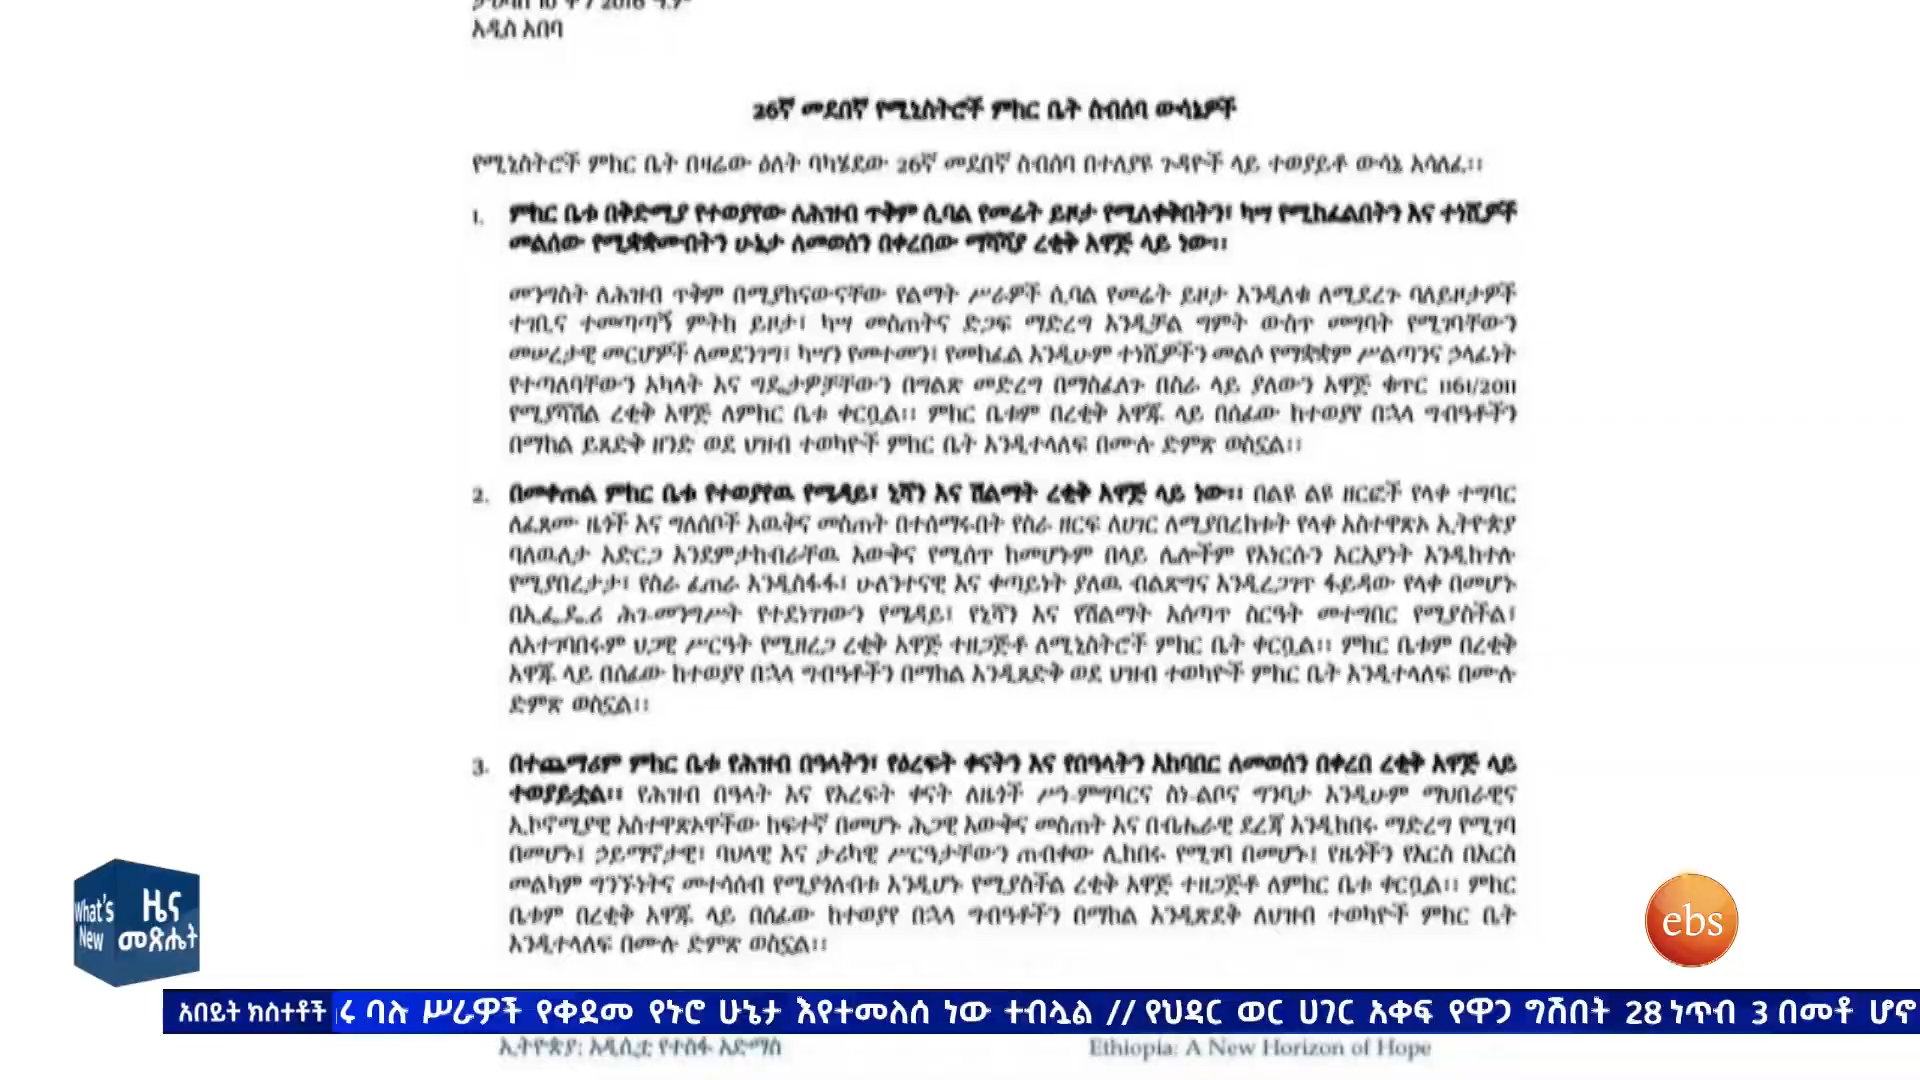 አዲስ አበባ
26ኛ መደበኛ የሚኒስትሮች ምክር ቤት ስብሰባ ውሳኔዎች
የሚኒስትሮች ምክር ቤት በዛሬው ዕለት ባካሄደው 26ኛ መደበኛ ስብሰባ በተለያዩ ጉዳዮች ላይ ተወያይቶ ውሳኔ አሳለፈ፡፡
1. ምክር ቤቱ በቅድሚያ የተወያየው ለሕዝብ ጥቅም ሲባል የመሬት ይዞታ የሚለቀቅበትን፣ ካሣ የሚከፈልበትን እና ተነሺዎች
መልሰው የሚቋቋሙበትን ሁኔታ ለመወሰን በቀረበው ማሻሻያ ረቂቅ አዋጅ ላይ ነው፡፡
መንግስት ለሕዝብ ጥቅም በሚያከናውናቸው የልማት ሥራዎች ሲባል የመሬት ይዞታ እንዲለቁ ለሚደረጉ ባለይዞታዎች
ተገቢና ተመጣጣኝ ምትክ ይዞታ፣ ካሣ መስጠትና ድጋፍ ማድረግ እንዲቻል ግምት ውስጥ መግባት የሚገባቸውን
መሠረታዊ መርሆዎች ለመደንገግ፣ ካሣን የመተመን፣ የመክፈል እንዲሁም ተነሺዎችን መልሶ የማቋቋም ሥልጣንና ኃላፊነት
የተጣለባቸውን አካላት እና ግዴታዎቻቸውን በግልጽ መድረግ በማስፈለጉ በስራ ላይ ያለውን አዋጅ ቁጥር 1161/2011
የሚያሻሽል ረቂቅ አዋጅ ለምክር ቤቱ ቀርቧል፡፡ ምክር ቤቱም በረቂቅ አዋጁ ላይ በሰፊው ከተወያየ በኋላ ግብዓቶችን
በማከል ይጸድቅ ዘንድ ወደ ህዝብ ተወካዮች ምክር ቤት እንዲተላለፍ በሙሉ ድምጽ ወስኗል፡፡
2. በመቀጠል ምክር ቤቱ የተወያየዉ የሜዳይ፣ ኒሻን እና ሽልማት ረቂቅ አዋጅ ላይ ነው፡፡ በልዩ ልዩ ዘርፎች የላቀ ተግባር
ለፈጸሙ ዜጎች እና ግለሰቦች እዉቅና መስጠት በተሰማሩበት የስራ ዘርፍ ለሀገር ለሚያበረክቱት የላቀ አስተዋጽኦ ኢትዮጵያ
ባለዉለታ አድርጋ እንደምታከብራቸዉ እውቅና የሚሰጥ ከመሆኑም በላይ ሌሎችም የእነርሱን አርአያነት እንዲከተሉ
የሚያበረታታ፣ የስራ ፈጠራ እንዲስፋፋ፣ ሁለንተናዊ እና ቀጣይነት ያለዉ ብልጽግና እንዲረጋገጥ ፋይዳው የላቀ በመሆኑ
በኢ.ፌ.ዴ.ሪ ሕገ-መንግሥት የተደነገገውን የሜዳይ፣ የኒሻን እና የሽልማት አሰጣጥ ስርዓት መተግበር የሚያስችል፣
ለአተገባበሩም ህጋዊ ሥርዓት የሚዘረጋ ረቂቅ አዋጅ ተዘጋጅቶ ለሚኒስትሮች ምክር ቤት ቀርቧል፡፡ ምክር ቤቱም በረቂቅ
አዋጁ ላይ በሰፊው ከተወያየ በኋላ ግብዓቶችን በማከል እንዲጸድቅ ወደ ህዝብ ተወካዮች ምክር ቤት እንዲተላለፍ በሙሉ
ድምጽ ወስኗል፡፡
3. በተጨማሪም ምክር ቤቱ የሕዝብ በዓላትን፣ የዕረፍት ቀናትን እና የበዓላትን አከባበር ለመወሰን በቀረበ ረቂቅ አዋጅ ላይ
ተወያይቷል፡፡ የሕዝብ በዓላት እና የእረፍት ቀናት ለዜጎች ሥነ-ምግባርና ስነ-ልቦና ግንባታ እንዲሁም ማህበራዊና
ኢኮኖሚያዊ አስተዋጽኦዋቸው ከፍተኛ በመሆኑ ሕጋዊ እውቅና መስጠት እና በብሔራዊ ደረጃ እንዲከበሩ ማድረግ የሚገባ
በመሆኑ፤ ኃይማኖታዊ፣ ባህላዊ እና ታሪካዊ ሥርዓታቸውን ጠብቀው ሊከበሩ የሚገባ በመሆኑ፤ የዜጎችን የእርስ በእርስ
መልካም ግንኙነትና መተሳሰብ የሚያጎለብቱ እንዲሆኑ የሚያስችል ረቂቅ አዋጅ ተዘጋጅቶ ለምክር ቤቱ ቀርቧል፡፡ ምክር
ቤቱም በረቂቅ አዋጁ ላይ በሰፊው ከተወያየ በኋላ ግብዓቶችን በማከል እንዲጸደቅ ለህዝብ ተወካዮች ምክር ቤት
እንዲተላለፍ በሙሉ ድምጽ ወስኗል፡፡
What's New
ዜና መጽሔት
ebs
አበይት ክስተቶች ባሉ ሥራዎች የቀደመ የኑሮ ሁኔታ እየተመለሰ ነው ተብሏል // የህዳር ወር ሀገር አቀፍ የዋጋ ግሽበት 28 ነጥብ 3 በመቶ ሆኖ
ኢትዮጵያ: አዲሲቷ የተስፋ አድማስ
Ethiopia: A New Horizon of Hope